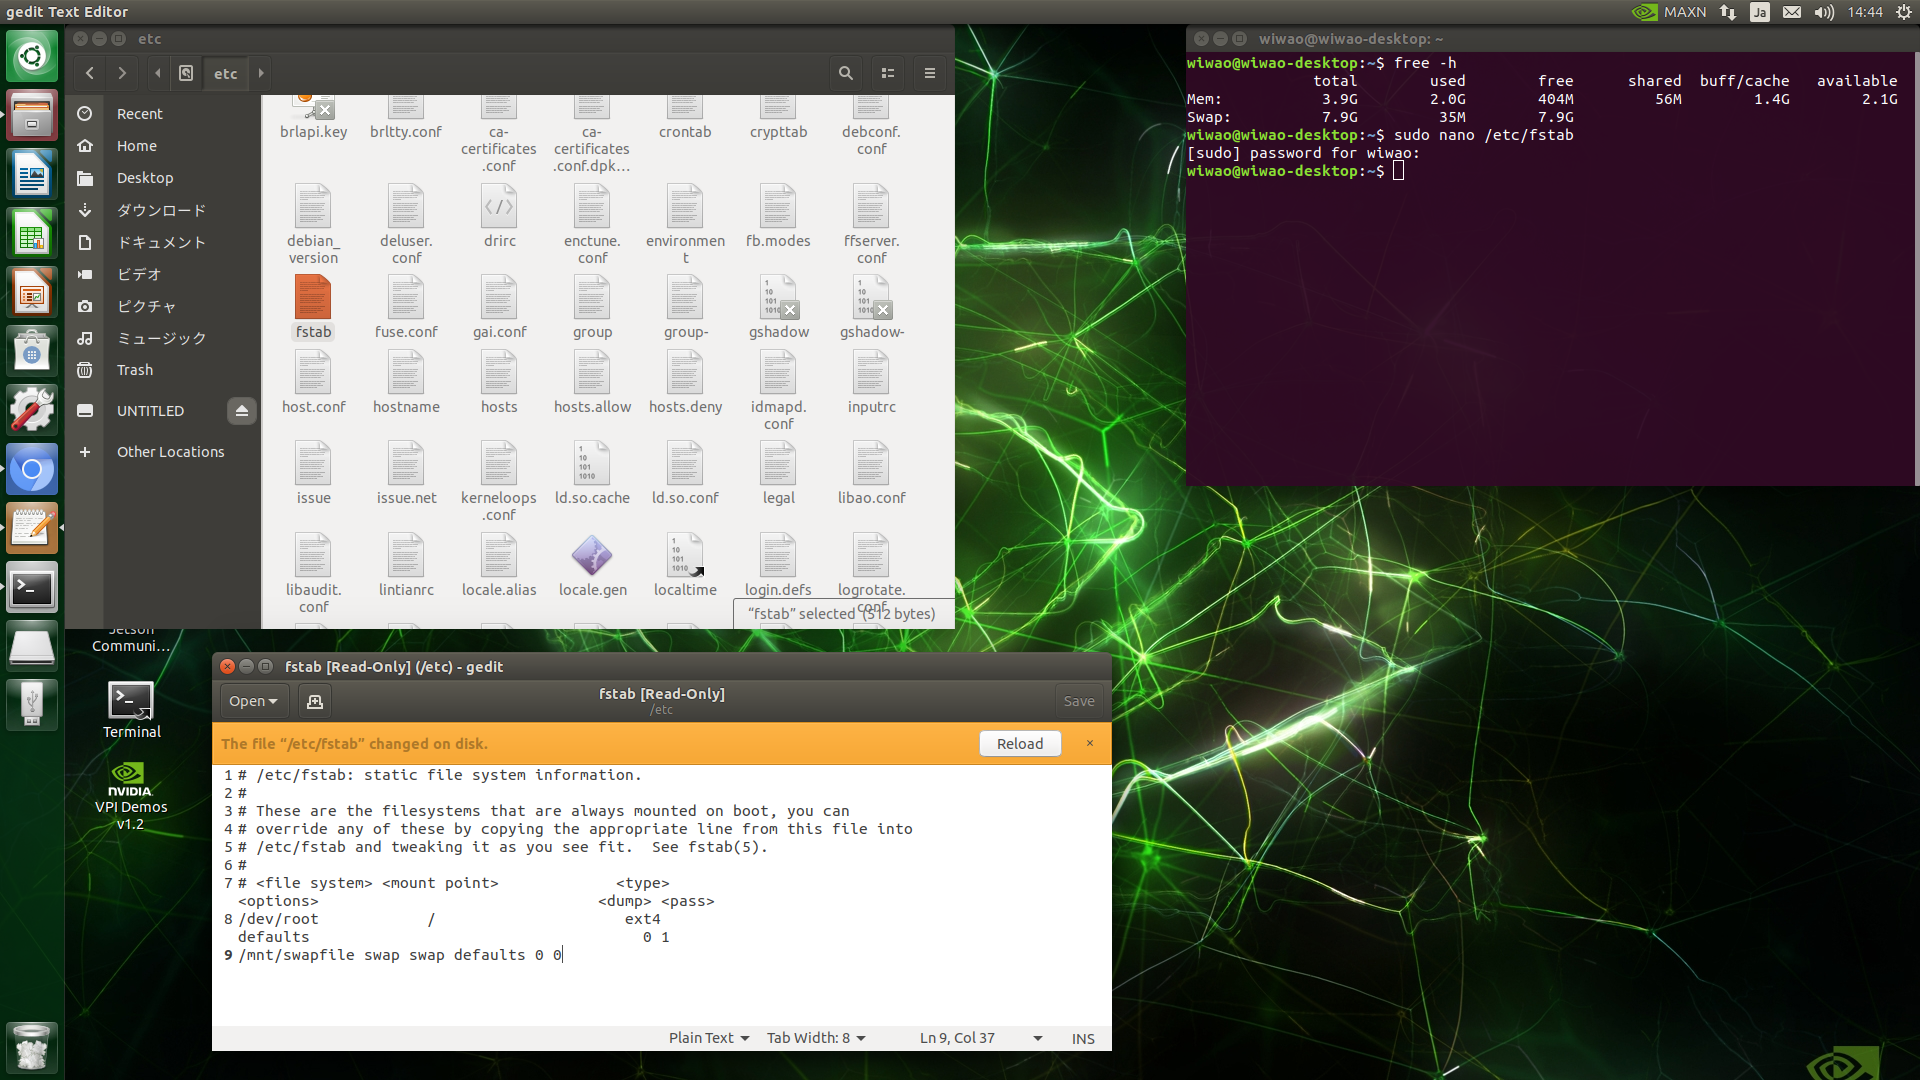 gedit Text Editor
MAXN
Ja
14:44
etc
etc
Recent
Home
Desktop
ダウンロード
ドキュメント
ビデオ
ピクチャ
ミュージック
Trash
UNTITLED
Other Locations
brlapi.key
brltty.conf
ca-certificates.conf
ca-certificates.conf.dpk…
crontab
crypttab
debconf.conf
debian_version
deluser.conf
drirc
enctune.conf
environment
fb.modes
ffserver.conf
fstab
fuse.conf
gai.conf
group
group-
gshadow
gshadow-
host.conf
hostname
hosts
hosts.allow
hosts.deny
idmapd.conf
inputrc
issue
issue.net
kerneloops.conf
ld.so.cache
ld.so.conf
legal
libao.conf
libaudit.conf
lintianrc
locale.alias
locale.gen
localtime
login.defs
logrotate.conf
"fstab" selected (512 bytes)
wiwao@wiwao-desktop: ~
wiwao@wiwao-desktop:~$ free -h
total used free shared buff/cache available
Mem: 3.9G 2.0G 404M 56M 1.4G 2.1G
Swap: 7.9G 35M 7.9G
wiwao@wiwao-desktop:~$ sudo nano /etc/fstab
[sudo] password for wiwao:
wiwao@wiwao-desktop:~$
Jetson
Communi…
Terminal
NVIDIA.
VPI Demos
v1.2
fstab [Read-Only] (/etc) - gedit
Open
fstab [Read-Only]
/etc
Save
The file "/etc/fstab" changed on disk.
Reload
1 # /etc/fstab: static file system information.
2 #
3 # These are the filesystems that are always mounted on boot, you can
4 # override any of these by copying the appropriate line from this file into
5 # /etc/fstab and tweaking it as you see fit.  See fstab(5).
6 #
7 # <file system> <mount point> <type>
<options> <dump> <pass>
8 /dev/root / ext4
defaults 0 1
9 /mnt/swapfile swap swap defaults 0 0
Plain Text
Tab Width: 8
Ln 9, Col 37
INS